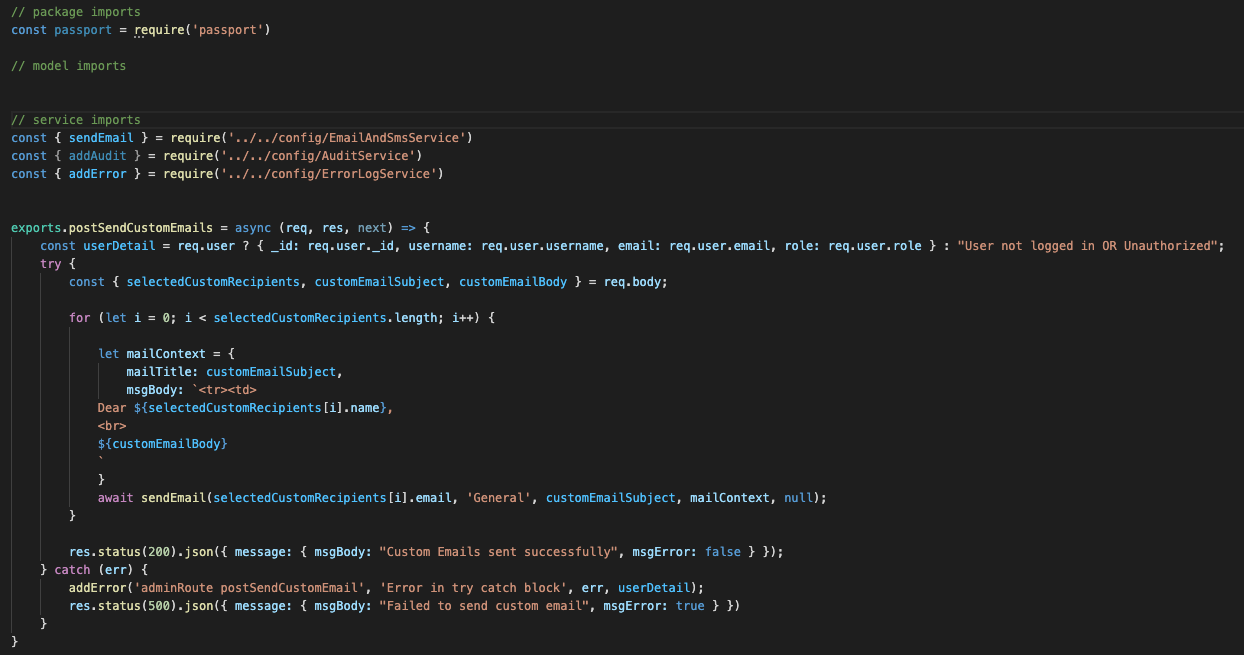 // package imports
const passport = require('passport')
// model imports
// service imports
const { sendEmail } = require('../../config/EmailAndSmsService')
const { addAudit } = require('../../config/AuditService')
const { addError } = require('../../config/ErrorLogService')
exports.postSendCustomEmails = async (req, res, next) => {
    const userDetail = req.user ? { _id: req.user._id, username: req.user.username, email: req.user.email, role: req.user.role } : "User not logged in OR Unauthorized";
    try {
        const { selectedCustomRecipients, customEmailSubject, customEmailBody } = req.body;
        for (let i = 0; i < selectedCustomRecipients.length; i++) {
            let mailContext = {
                mailTitle: customEmailSubject,
                msgBody: `<tr><td>
            Dear ${selectedCustomRecipients[i].name},
            <br>
            ${customEmailBody}
            `
            }
            await sendEmail(selectedCustomRecipients[i].email, 'General', customEmailSubject, mailContext, null);
        }
        res.status(200).json({ message: { msgBody: "Custom Emails sent successfully", msgError: false } });
    } catch (err) {
        addError('adminRoute postSendCustomEmail', 'Error in try catch block', err, userDetail);
        res.status(500).json({ message: { msgBody: "Failed to send custom email", msgError: true } })
    }
}